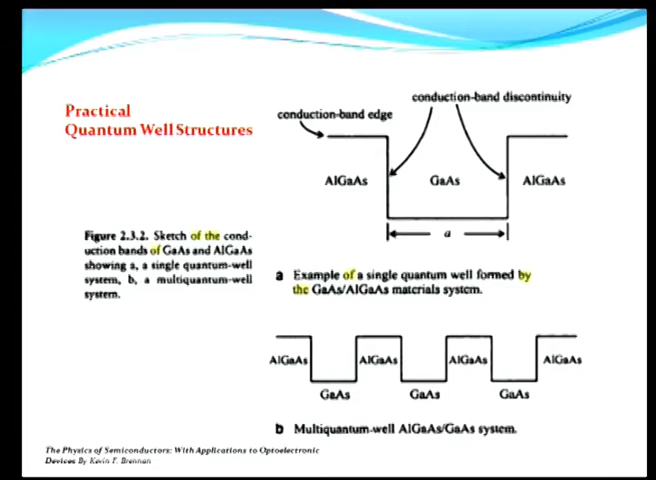 Practical
Quantum Well Structures
conduction-band discontinuity
conduction-band edge
AlGaAs GaAs AlGaAs
a
Figure 2.3.2. Sketch of the cond-
uction bands of GaAs and AlGaAs
showing a, a single quantum-well
system, b, a multiquantum-well
system.
a Example of a single quantum well formed by
the GaAs/AlGaAs materials system.
AlGaAs AlGaAs AlGaAs AlGaAs
GaAs GaAs GaAs
b Multiquantum-well AlGaAs/GaAs system.
The Physics of Semiconductors: With Applications to Optoelectronic
Devices By Kevin F. Brennan